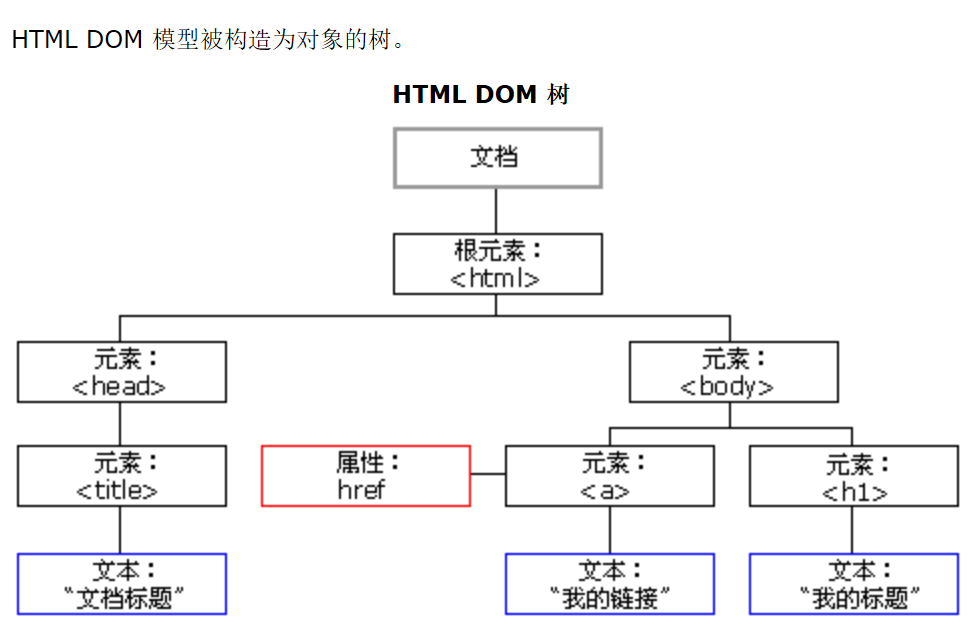 HTML DOM 模型被构造为对象的树。
HTML DOM 树
文档
根元素：
<html>
元素：
<head>
元素：
<body>
元素：
<title>
属性：
href
元素：
<a>
元素：
<h1>
文本：
“文档标题”
文本：
“我的链接”
文本：
“我的标题”